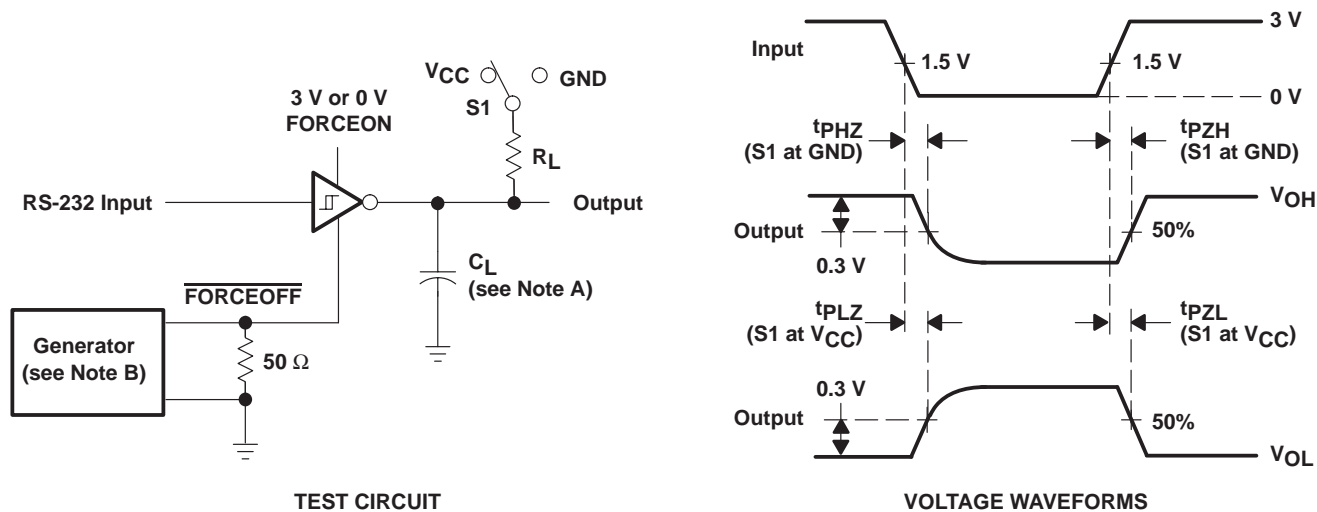 3 V or 0 V
FORCEON
VCC
GND
S1
RL
RS-232 Input
Output
CL
(see Note A)
FORCEOFF
Generator
(see Note B)
50 Ω
TEST CIRCUIT
Input
3 V
1.5 V
1.5 V
0 V
tPHZ
(S1 at GND)
tPZH
(S1 at GND)
VOH
Output
50%
0.3 V
tPLZ
(S1 at VCC)
tPZL
(S1 at VCC)
0.3 V
Output
50%
VOL
VOLTAGE WAVEFORMS